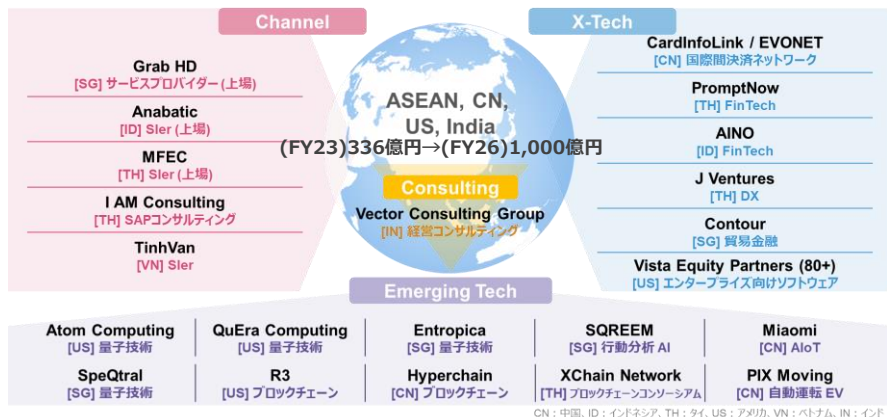 Channel
Grab HD
[SG] サービスプロバイダー (上場)
Anabatic
[ID] SIer (上場)
MFEC
[TH] SIer (上場)
I AM Consulting
[TH] SAPコンサルティング
TinhVan
[VN] SIer
ASEAN, CN,
US, India
(FY23)336億円→(FY26)1,000億円
Consulting
Vector Consulting Group
[IN] 経営コンサルティング
X-Tech
CardInfoLink / EVONET
[CN] 国際間決済ネットワーク
PromptNow
[TH] FinTech
AINO
[ID] FinTech
J Ventures
[TH] DX
Contour
[SG] 貿易金融
Vista Equity Partners (80+)
[US] エンタープライズ向けソフトウェア
Emerging Tech
Atom Computing
[US] 量子技術
QuEra Computing
[US] 量子技術
Entropica
[SG] 量子技術
SQREEM
[SG] 行動分析 AI
Miaomi
[CN] AIoT
SpeQtral
[SG] 量子技術
R3
[US] ブロックチェーン
Hyperchain
[CN] ブロックチェーン
XChain Network
[TH] ブロックチェーンコンソーシアム
PIX Moving
[CN] 自動運転 EV
CN：中国、ID：インドネシア、TH：タイ、US：アメリカ、VN：ベトナム、IN：インド